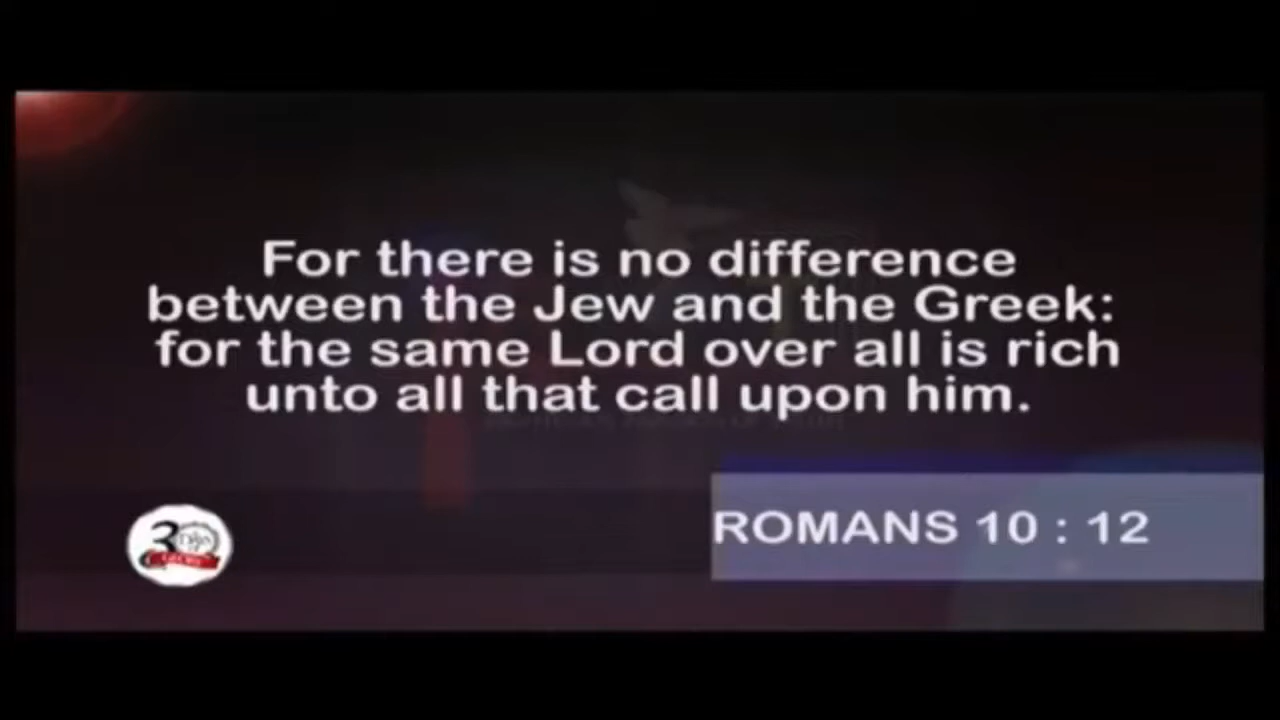 For there is no difference
between the Jew and the Greek:
for the same Lord over all is rich
unto all that call upon him.
ROMANS 10 : 12
3